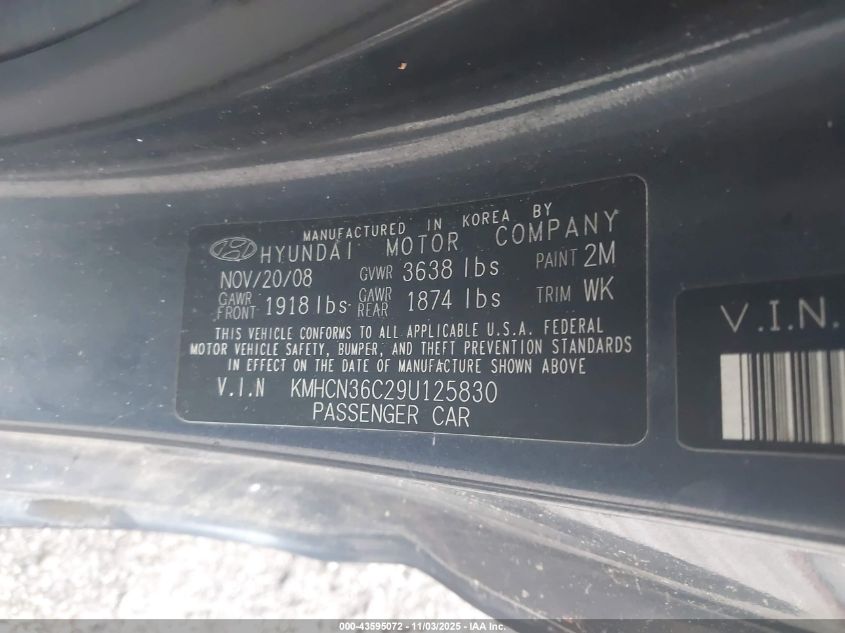 MANUFACTURED IN KOREA BY
HYUNDAI MOTOR COMPANY
NOV/20/08 GVWR 3638 lbs PAINT 2M
GAWR FRONT 1918 lbs GAWR REAR 1874 lbs TRIM WK
THIS VEHICLE CONFORMS TO ALL APPLICABLE U.S.A. FEDERAL
MOTOR VEHICLE SAFETY, BUMPER, AND THEFT PREVENTION STANDARDS
IN EFFECT ON THE DATE OF MANUFACTURE SHOWN ABOVE.
V.I.N KMHCN36C29U125830
PASSENGER CAR
V.I.N.
000-43595072 - 11/03/2025 - IAA Inc.